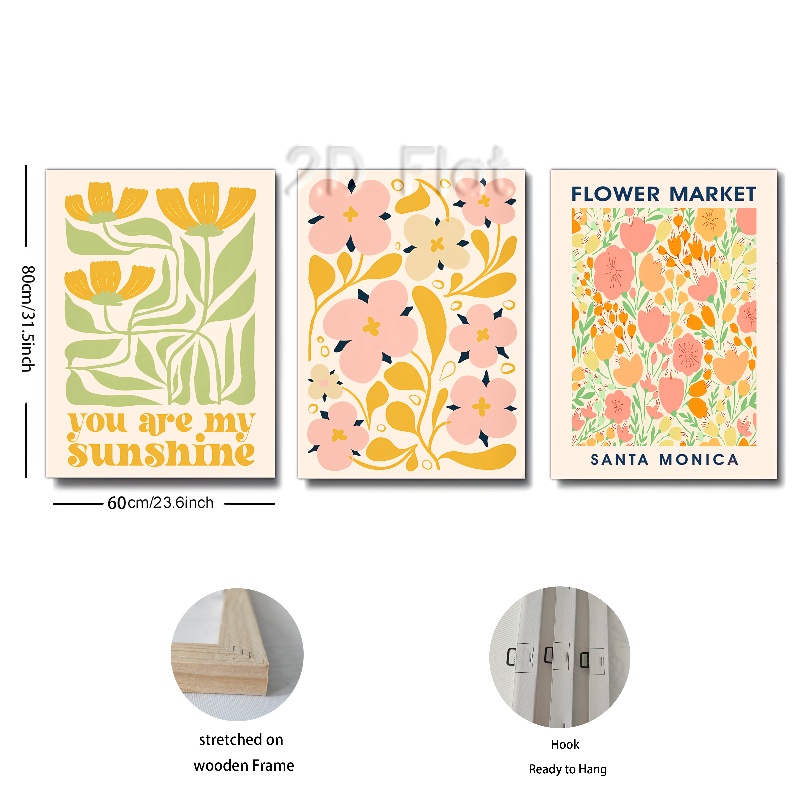 2D Flat
FLOWER MARKET
80cm/31.5inch
you are my
sunshine
SANTA MONICA
60cm/23.6inch
stretched on
wooden Frame
Hook
Ready to Hang